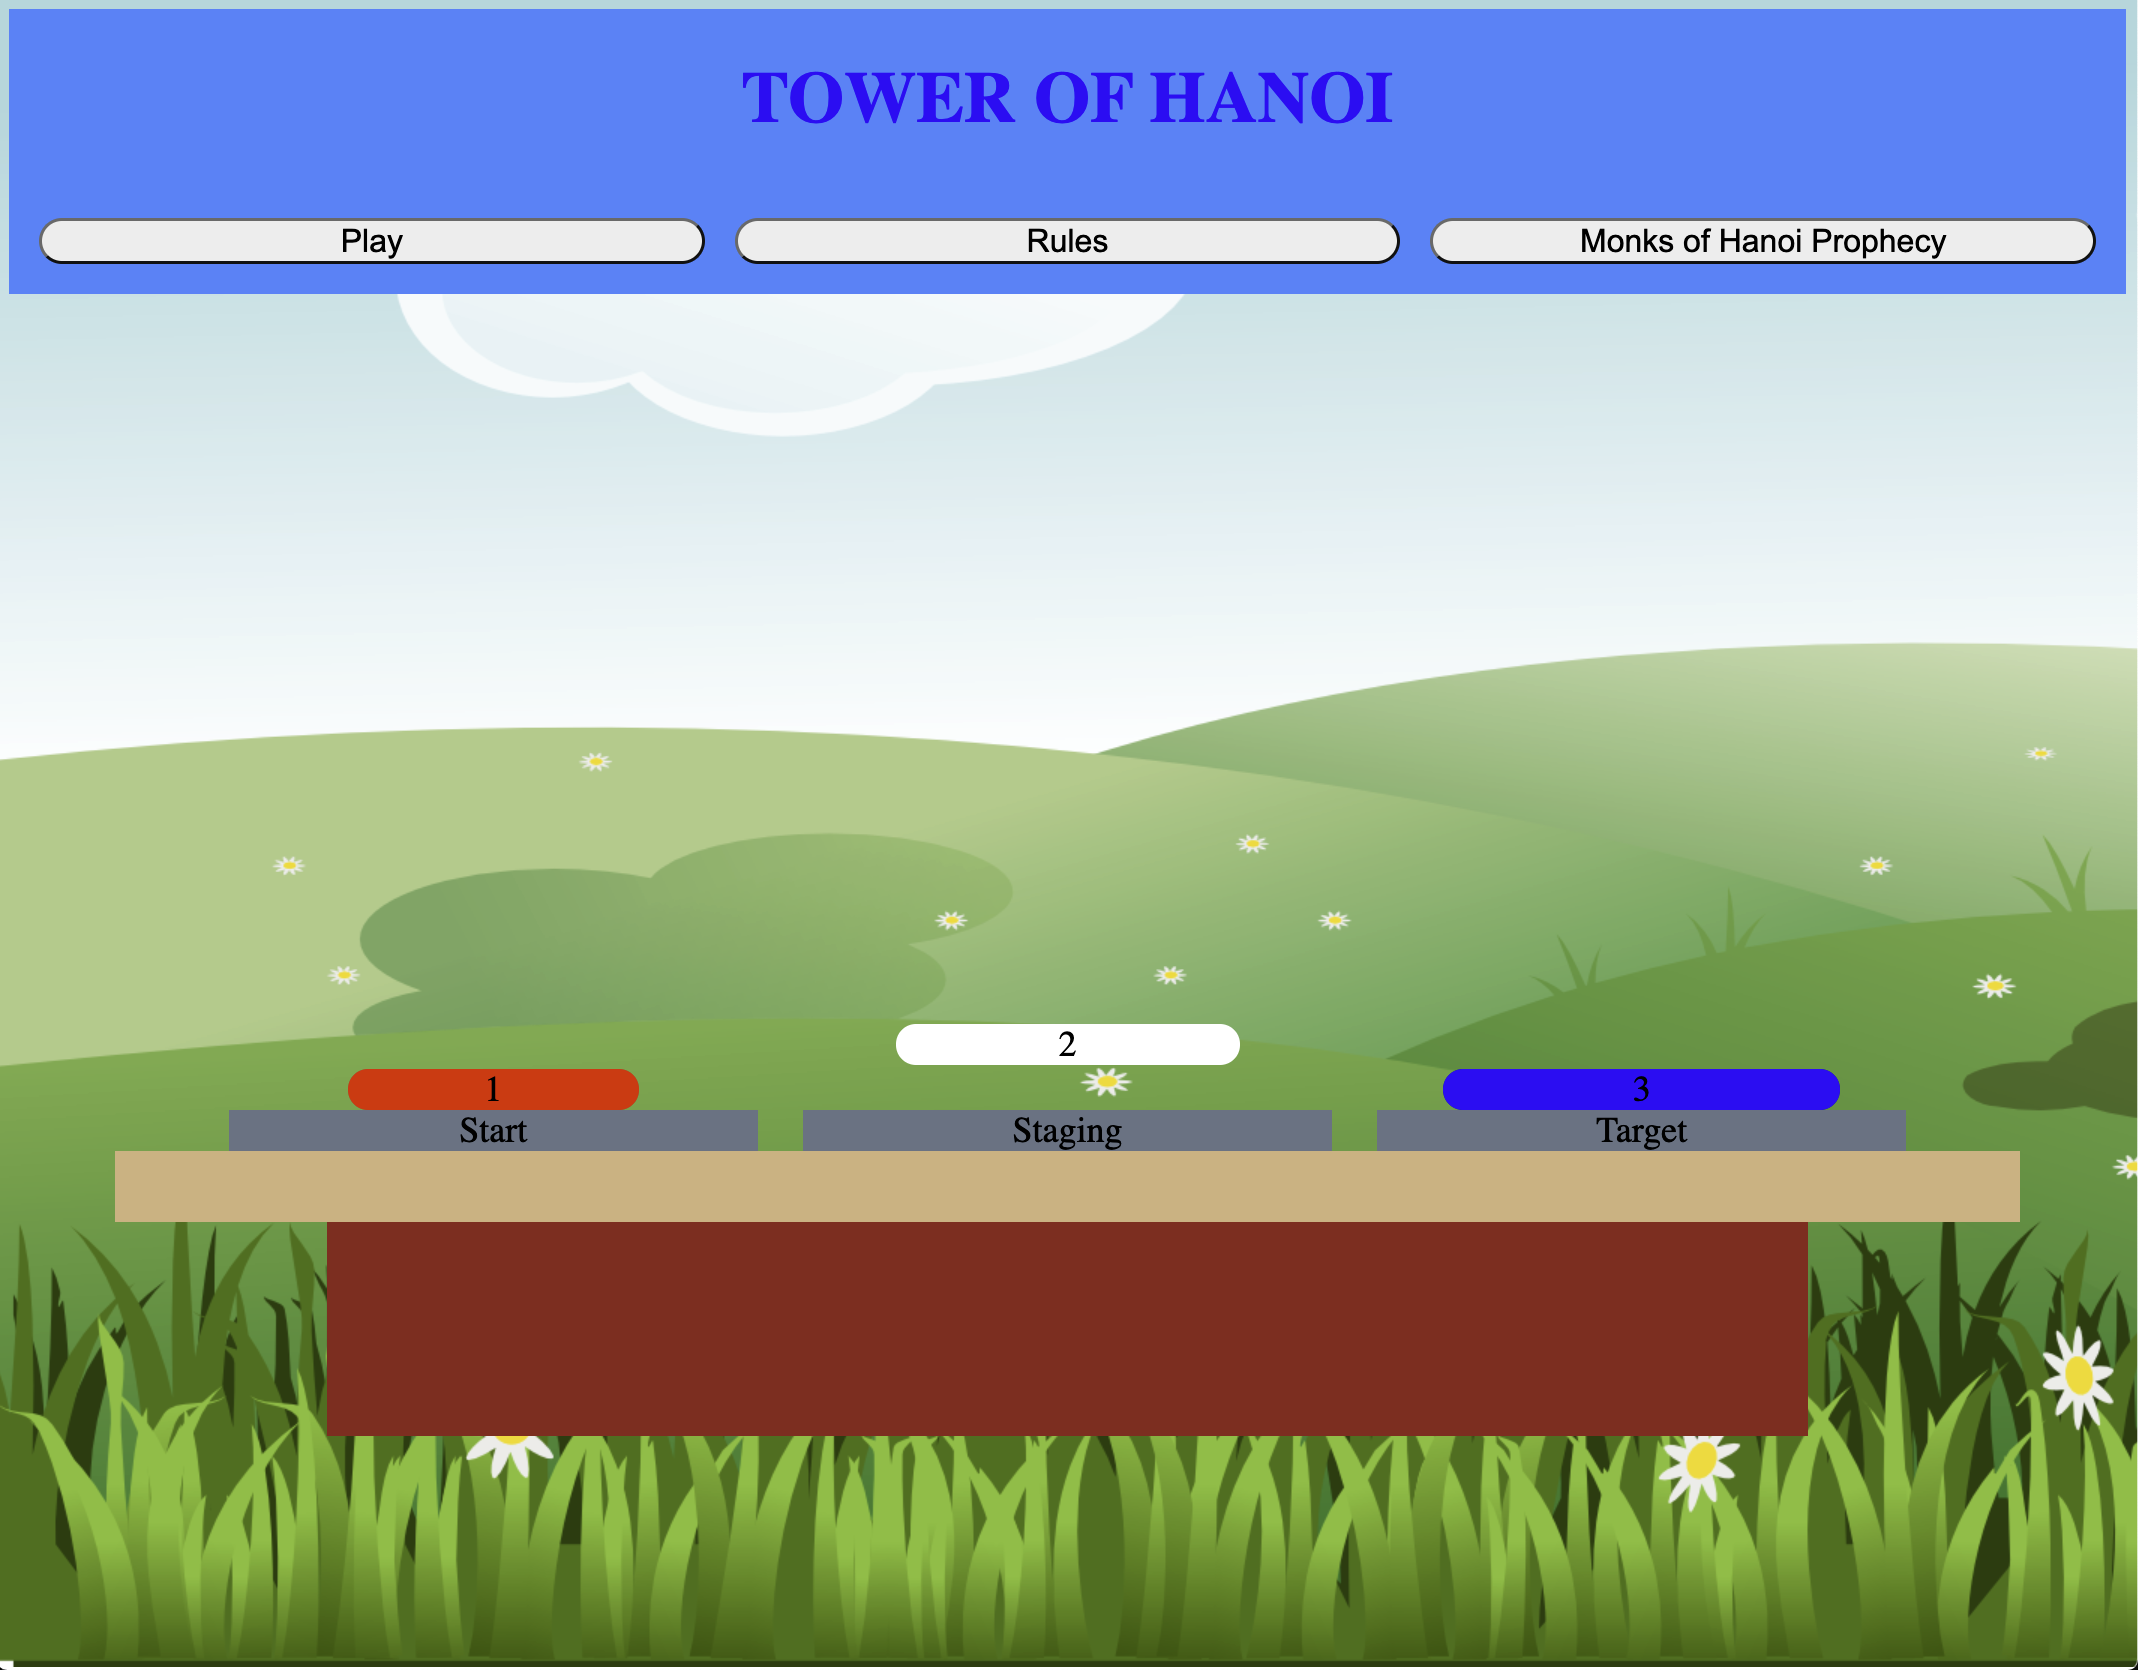 TOWER OF HANOI
Play
Rules
Monks of Hanoi Prophecy
2
1
3
Start
Staging
Target